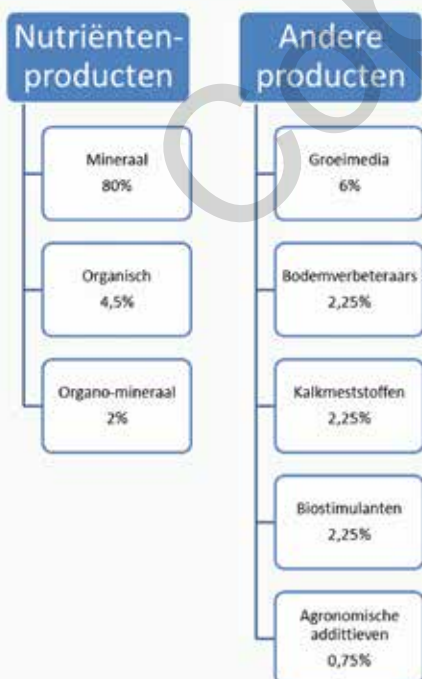 Nutriënten-
producten
Mineraal
80%
Organisch
4,5%
Organo-mineraal
2%
Andere
producten
Groeimedia
6%
Bodemverbeteraars
2,25%
Kalkmeststoffen
2,25%
Biostimulanten
2,25%
Agronomische
addittieven
0,75%